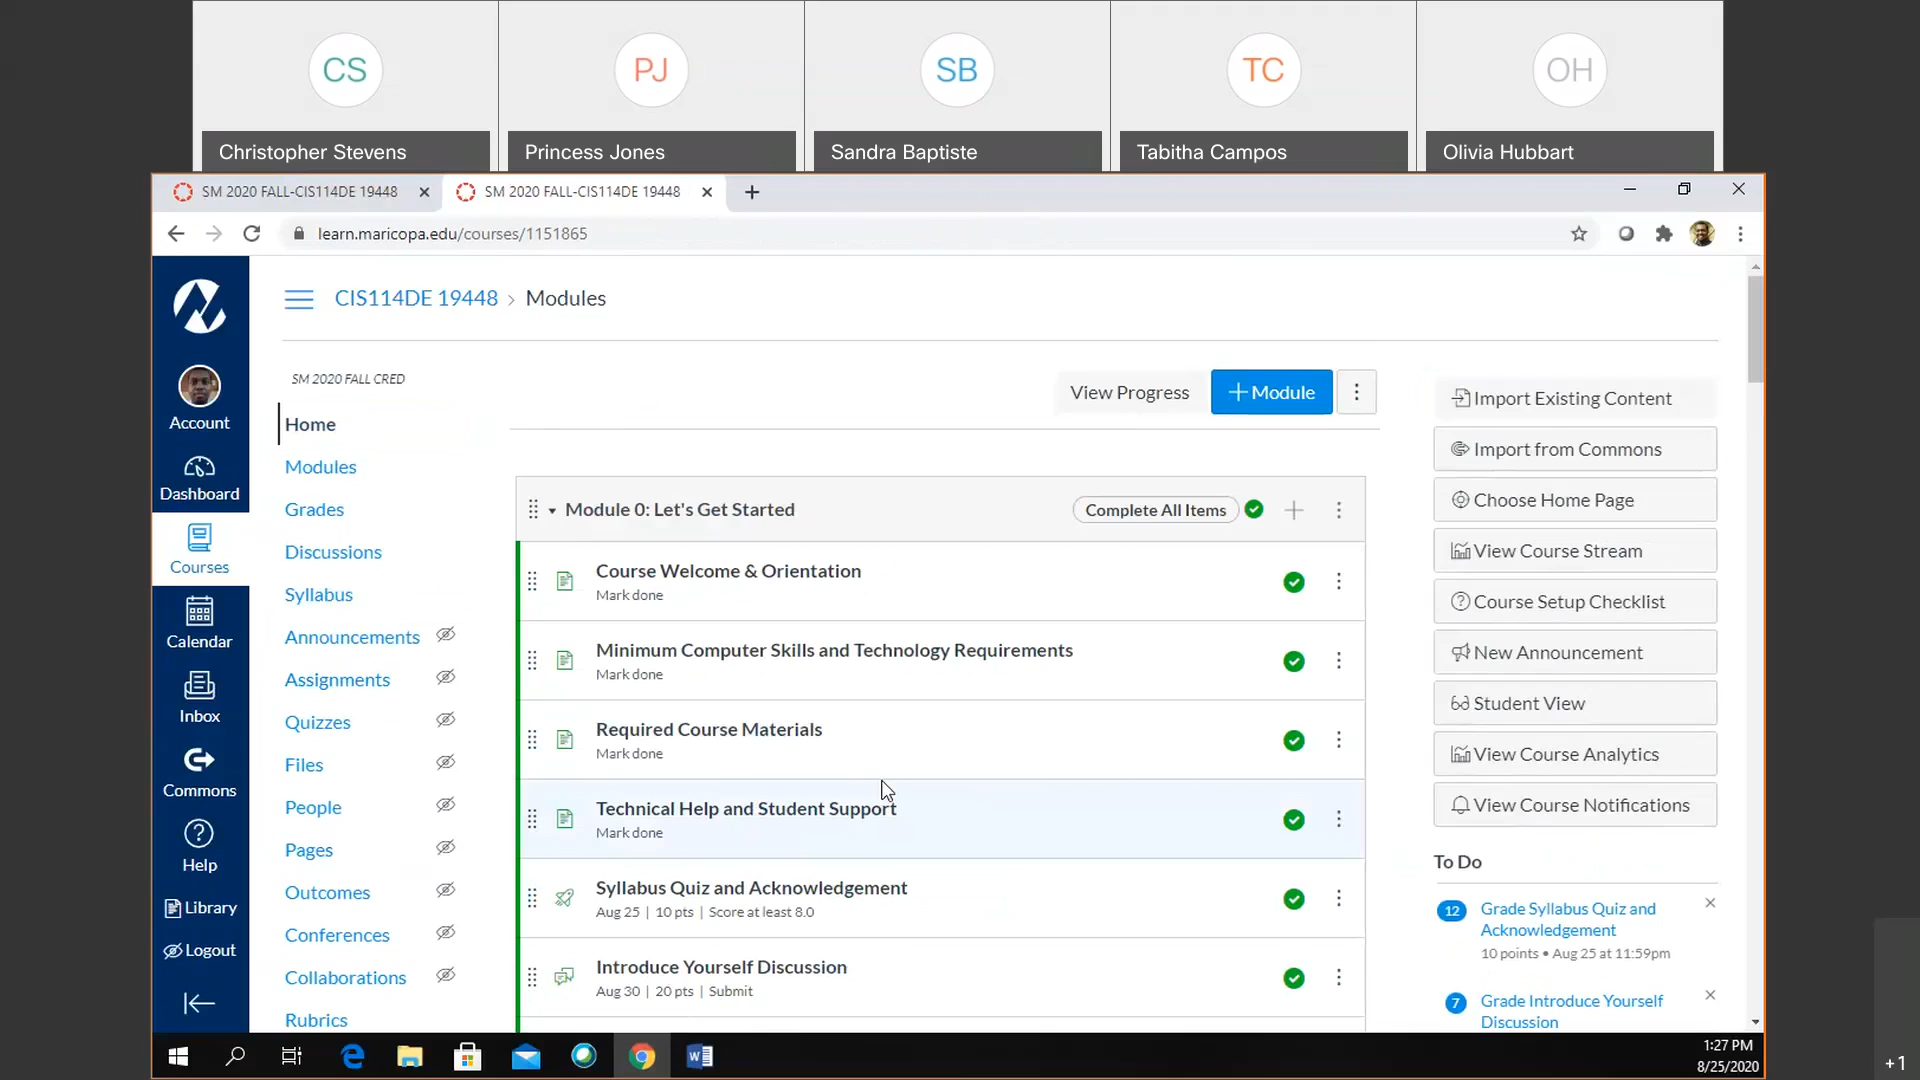 CS
PJ
SB
TC
OH
Christopher Stevens
Princess Jones
Sandra Baptiste
Tabitha Campos
Olivia Hubbart
SM 2020 FALL-CIS114DE 19448
SM 2020 FALL-CIS114DE 19448
learn.maricopa.edu/courses/1151865
Account
Dashboard
Courses
Calendar
Inbox
Commons
Help
Library
Logout
CIS114DE 19448 › Modules
SM 2020 FALL CRED
Home
Modules
Grades
Discussions
Syllabus
Announcements
Assignments
Quizzes
Files
People
Pages
Outcomes
Conferences
Collaborations
Rubrics
View Progress
+ Module
Module 0: Let's Get Started
Complete All Items
Course Welcome & Orientation
Mark done
Minimum Computer Skills and Technology Requirements
Mark done
Required Course Materials
Mark done
Technical Help and Student Support
Mark done
Syllabus Quiz and Acknowledgement
Aug 25 | 10 pts | Score at least 8.0
Introduce Yourself Discussion
Aug 30 | 20 pts | Submit
Import Existing Content
Import from Commons
Choose Home Page
View Course Stream
Course Setup Checklist
New Announcement
Student View
View Course Analytics
View Course Notifications
To Do
12
Grade Syllabus Quiz and
Acknowledgement
10 points • Aug 25 at 11:59pm
7
Grade Introduce Yourself
Discussion
1:27 PM
8/25/2020
+1